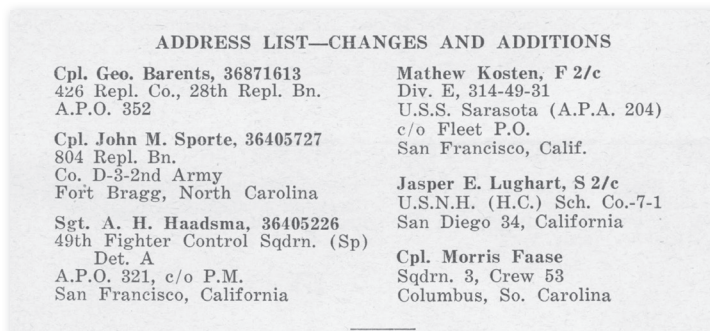 ADDRESS LIST—CHANGES AND ADDITIONS
Cpl. Geo. Barents, 36871613
426 Repl. Co., 28th Repl. Bn.
A.P.O. 352
Cpl. John M. Sporte, 36405727
804 Repl. Bn.
Co. D-3-2nd Army
Fort Bragg, North Carolina
Sgt. A. H. Haadsma, 36405226
49th Fighter Control Sqdrn. (Sp)
Det. A
A.P.O. 321, c/o P.M.
San Francisco, California
Mathew Kosten, F 2/c
Div. E, 314-49-31
U.S.S. Sarasota (A.P.A. 204)
c/o Fleet P.O.
San Francisco, Calif.
Jasper E. Lughart, S 2/c
U.S.N.H. (H.C.) Sch. Co.-7-1
San Diego 34, California
Cpl. Morris Faase
Sqdrn. 3, Crew 53
Columbus, So. Carolina